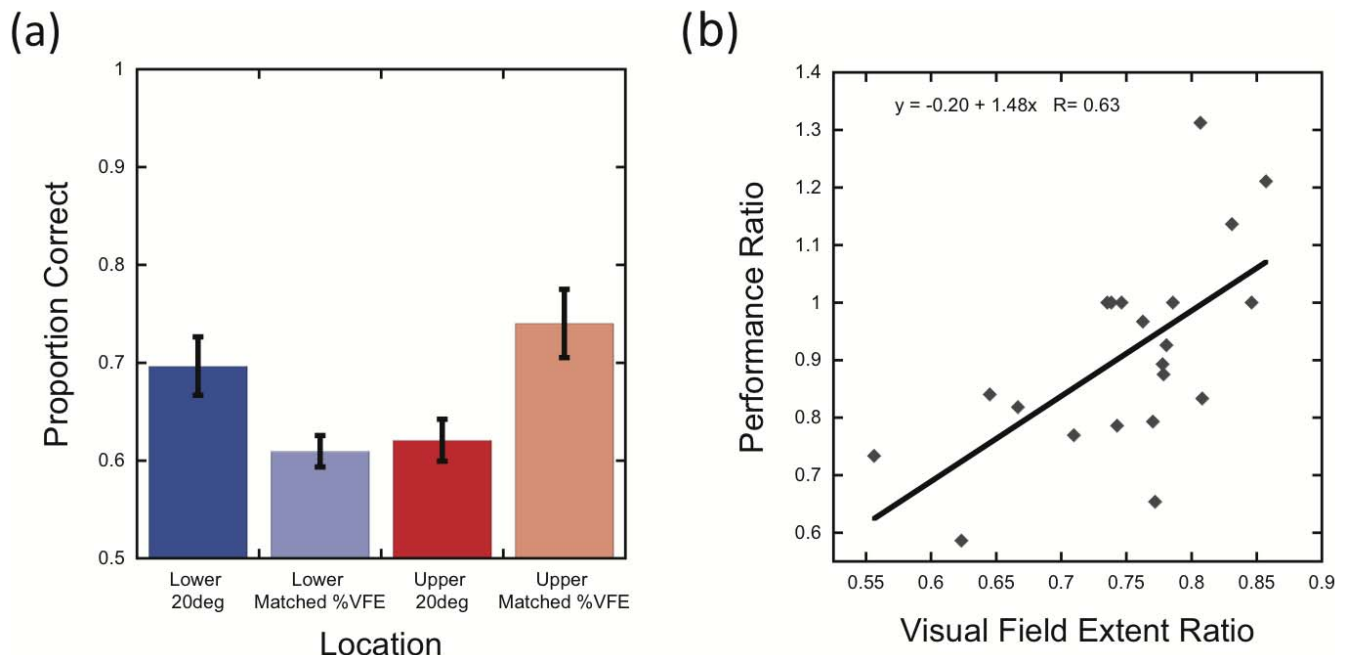 (a)
1
0.9
0.8
0.7
0.6
0.5
Proportion Correct
Lower Lower Upper Upper
20deg Matched %VFE 20deg Matched %VFE
Location
(b)
y = -0.20 + 1.48x R= 0.63
1.4
1.3
1.2
1.1
1
0.9
0.8
0.7
0.6
Performance Ratio
0.55 0.6 0.65 0.7 0.75 0.8 0.85 0.9
Visual Field Extent Ratio